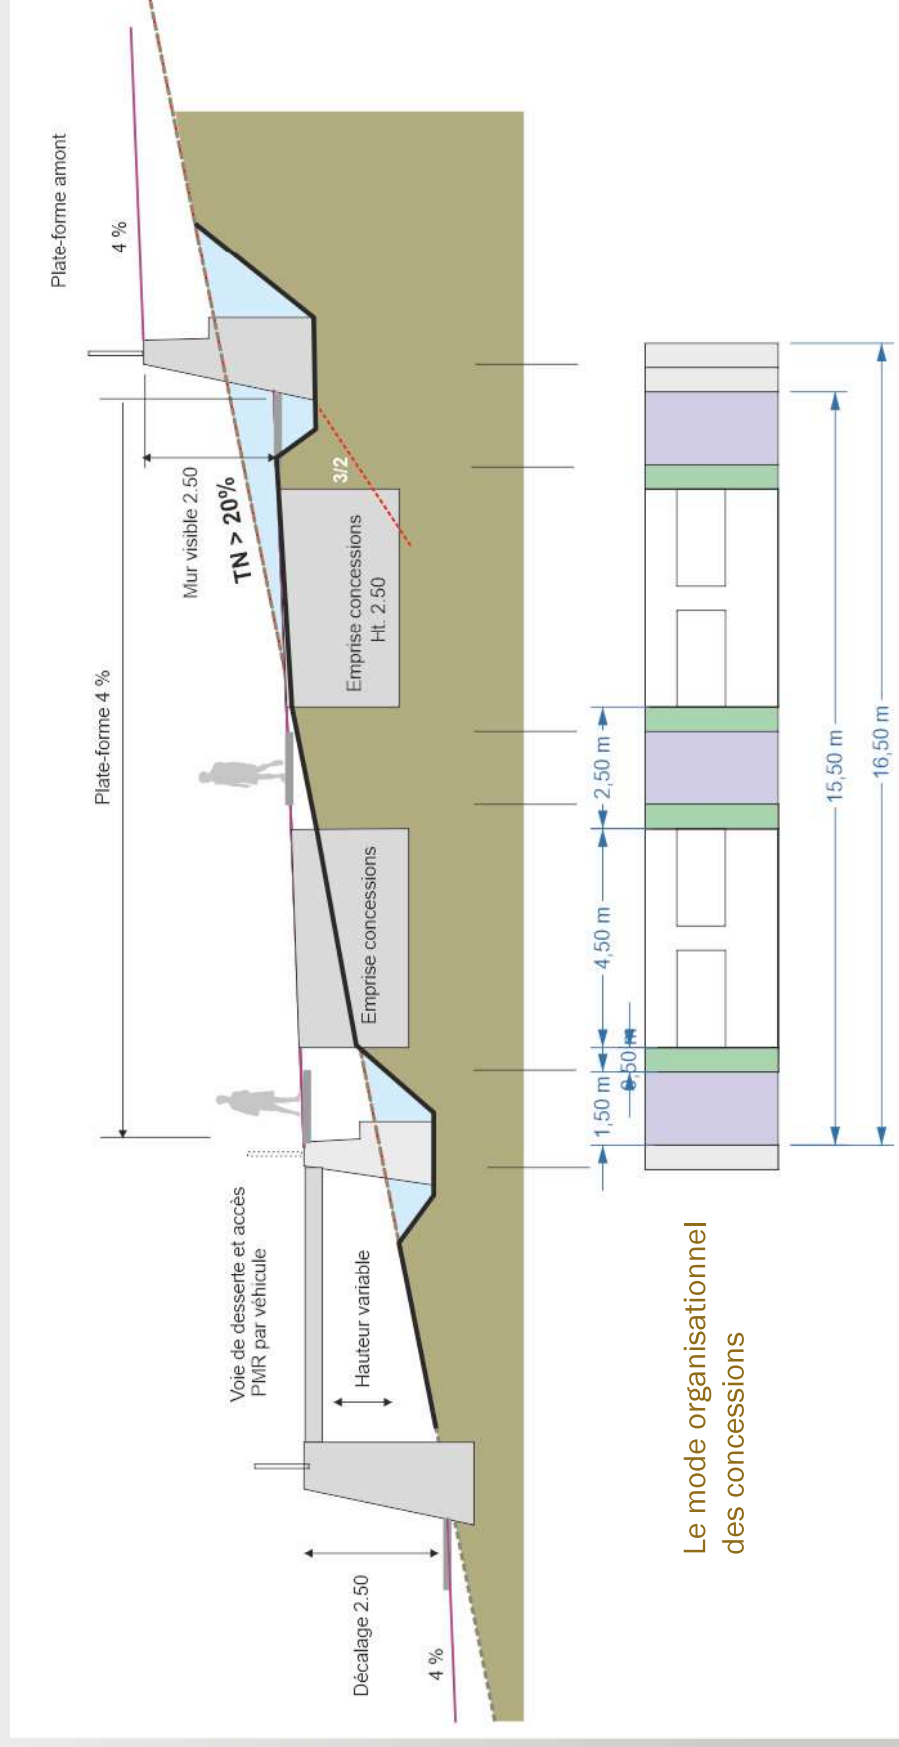 Plate-forme amont
4 %
Mur visible 2.50
TN > 20%
3/2
Plate-forme 4 %
Emprise concessions
Ht. 2.50
Emprise concessions
Voie de desserte et accès
PMR par véhicule
Hauteur variable
Décalage 2.50
4 %
1,50 m
0,50 m
4,50 m
2,50 m
15,50 m
16,50 m
Le mode organisationnel
des concessions